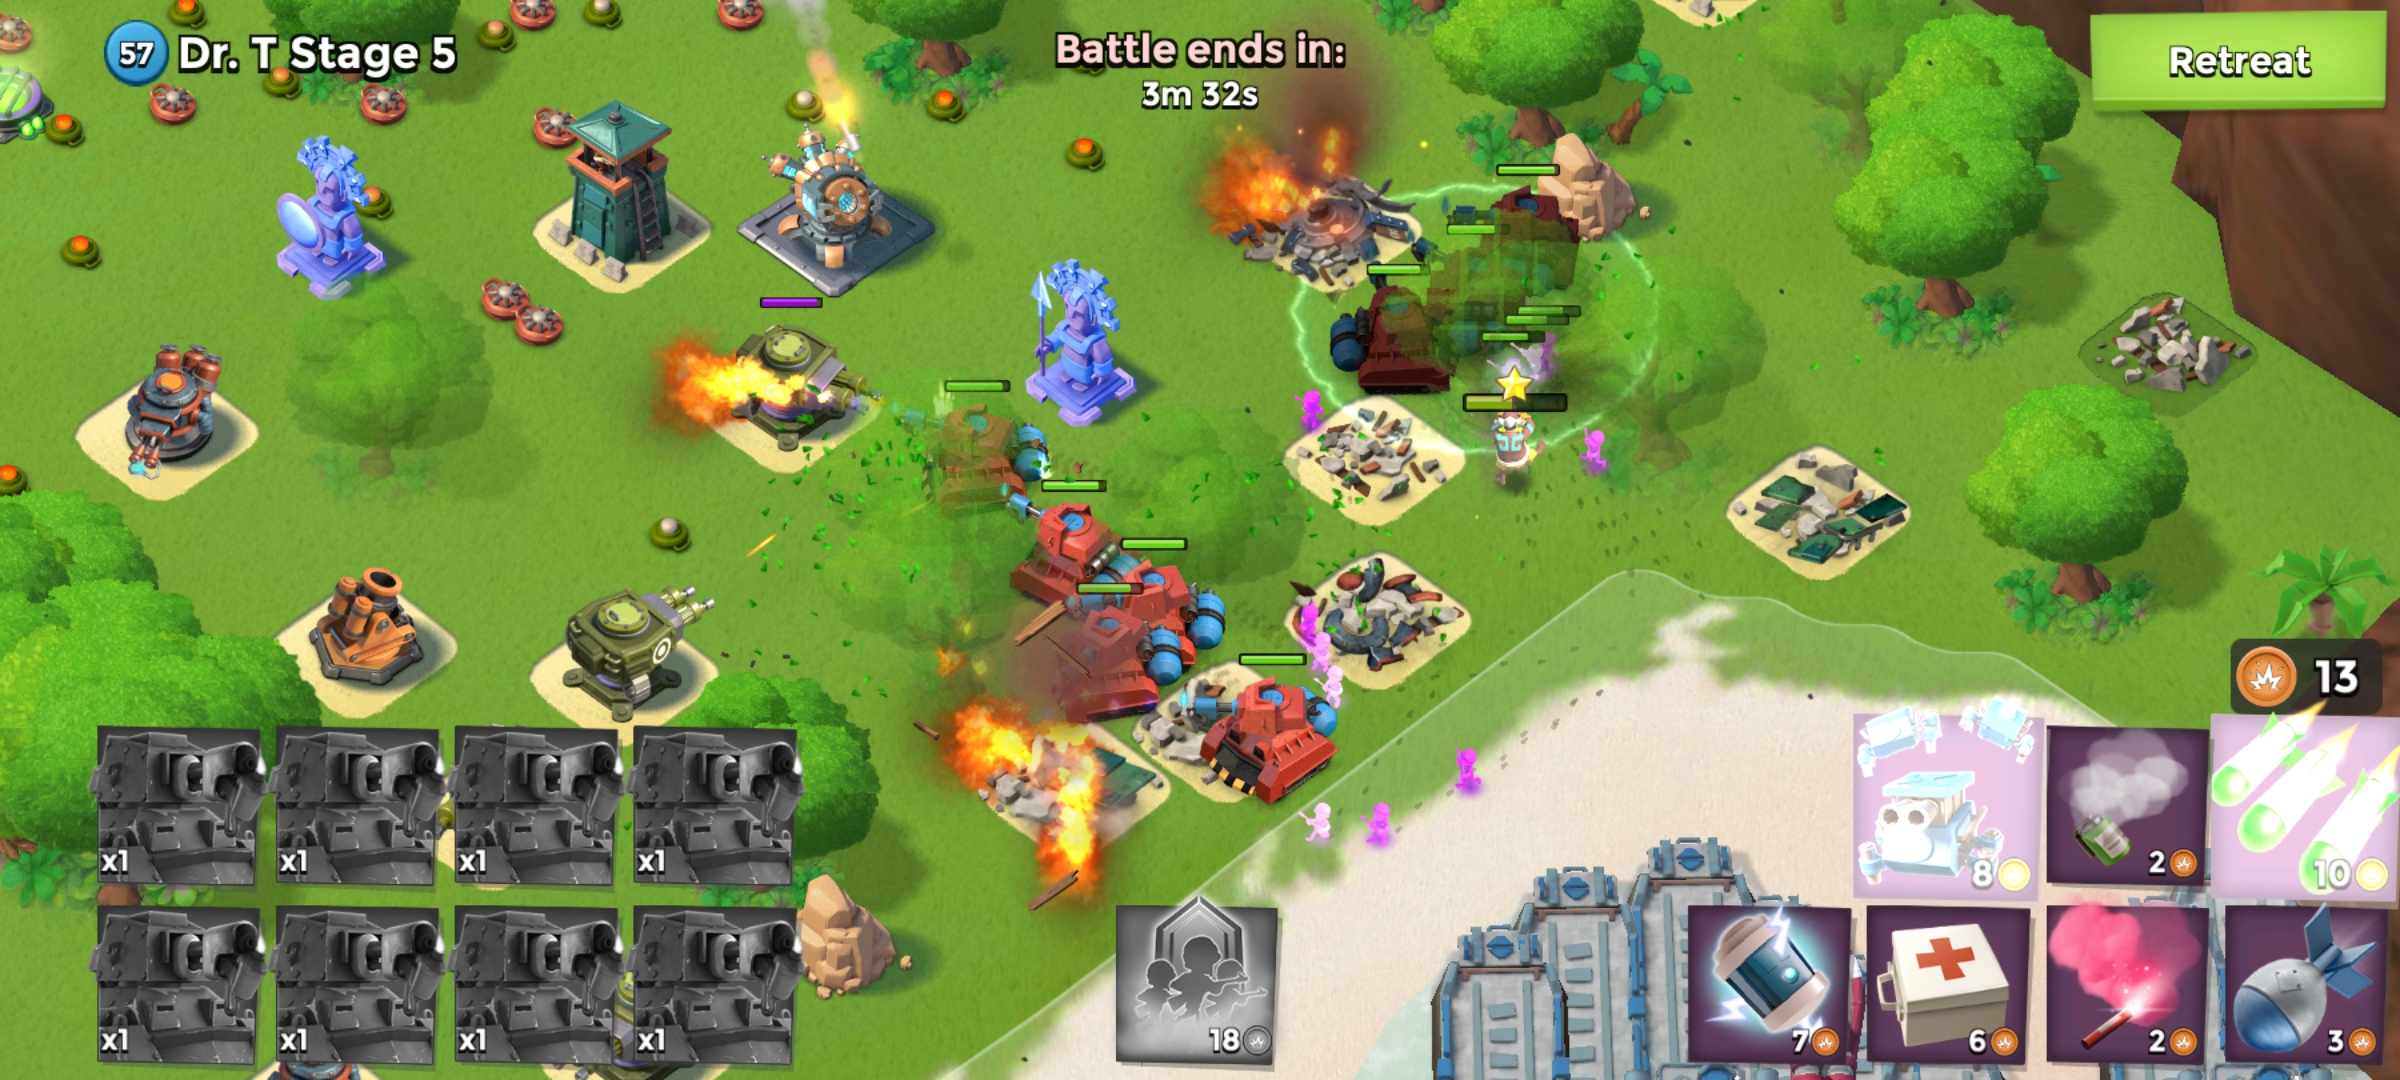 57 Dr. T Stage 5
Battle ends in:
3m 32s
Retreat
13
8
2
10
x1
x1
x1
x1
x1
x1
x1
x1
18
7
6
2
3